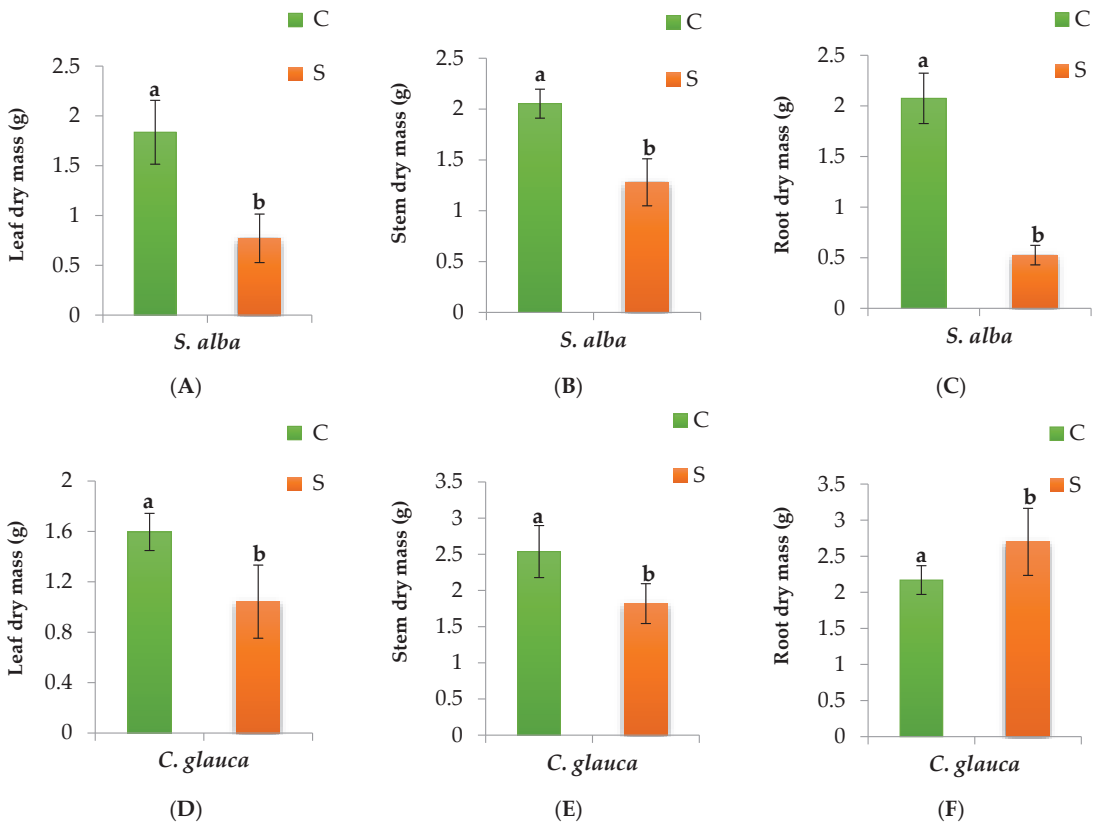 C
S
Leaf dry mass (g)
2.5
2
1.5
1
0.5
0
a
b
S. alba
(A)
C
S
Stem dry mass (g)
2.5
2
1.5
1
0.5
0
a
b
S. alba
(B)
C
S
Root dry mass (g)
2.5
2
1.5
1
0.5
0
a
b
S. alba
(C)
C
S
Leaf dry mass (g)
2
1.6
1.2
0.8
0.4
0
a
b
C. glauca
(D)
C
S
Stem dry mass (g)
3.5
3
2.5
2
1.5
1
0.5
0
a
b
C. glauca
(E)
C
S
Root dry mass (g)
3.5
3
2.5
2
1.5
1
0.5
0
a
b
C. glauca
(F)